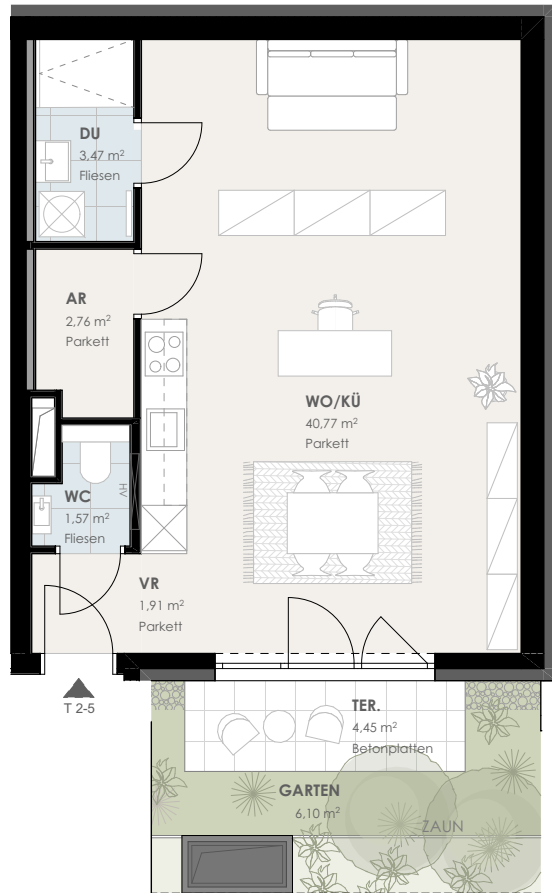 DU
3,47 m²
Fliesen
AR
2,76 m²
Parkett
WO/KÜ
40,77 m²
Parkett
HV
WC
1,57 m²
Fliesen
VR
1,91 m²
Parkett
T 2-5
TER.
4,45 m²
Betonplatten
GARTEN
6,10 m²
ZAUN